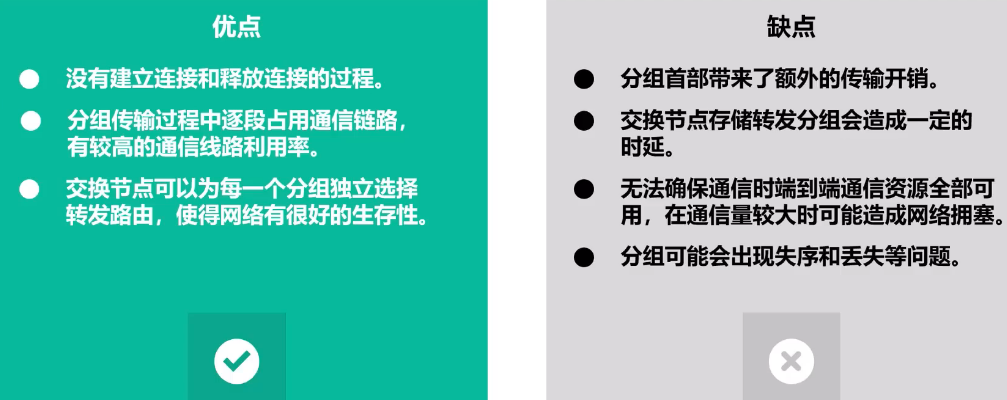 优点
没有建立连接和释放连接的过程。
分组传输过程中逐段占用通信链路，
有较高的通信线路利用率。
交换节点可以为每一个分组独立选择
转发路由，使得网络有很好的生存性。
缺点
分组首部带来了额外的传输开销。
交换节点存储转发分组会造成一定的
时延。
无法确保通信时端到端通信资源全部可
用，在通信量较大时可能造成网络拥塞。
分组可能会出现失序和丢失等问题。